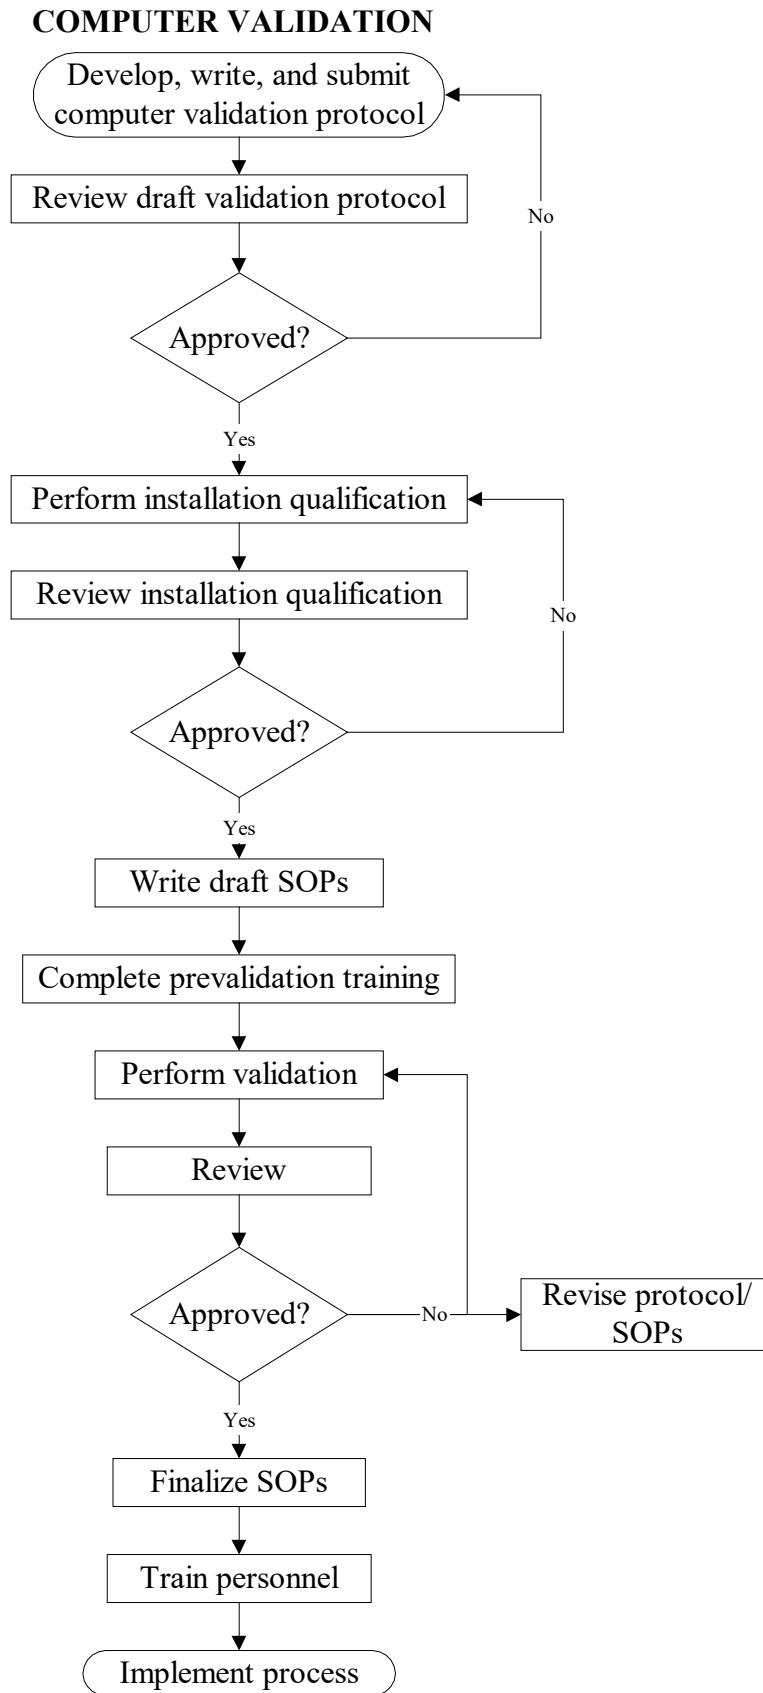 COMPUTER VALIDATION
Develop, write, and submit
computer validation protocol
Review draft validation protocol
No
Approved?
Yes
Perform installation qualification
Review installation qualification
No
Approved?
Yes
Write draft SOPs
Complete prevalidation training
Perform validation
Review
Approved?
No
Revise protocol/
SOPs
Yes
Finalize SOPs
Train personnel
Implement process